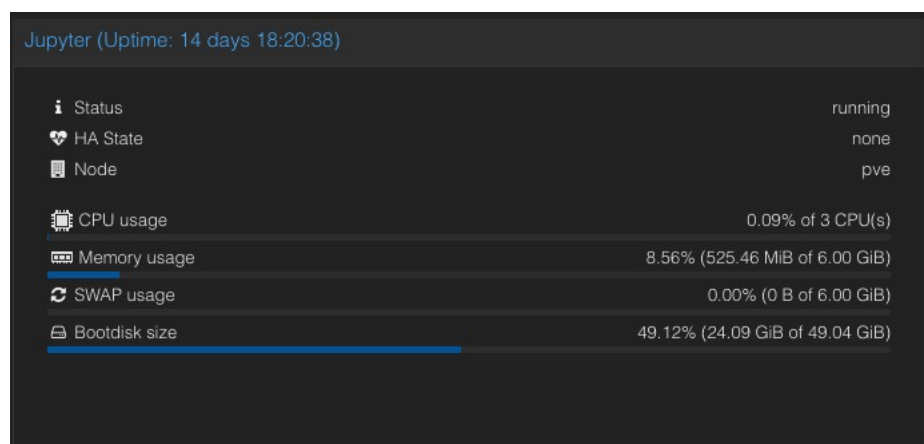 Jupyter (Uptime: 14 days 18:20:38)
Status running
HA State none
Node pve
CPU usage 0.09% of 3 CPU(s)
Memory usage 8.56% (525.46 MiB of 6.00 GiB)
SWAP usage 0.00% (0 B of 6.00 GiB)
Bootdisk size 49.12% (24.09 GiB of 49.04 GiB)